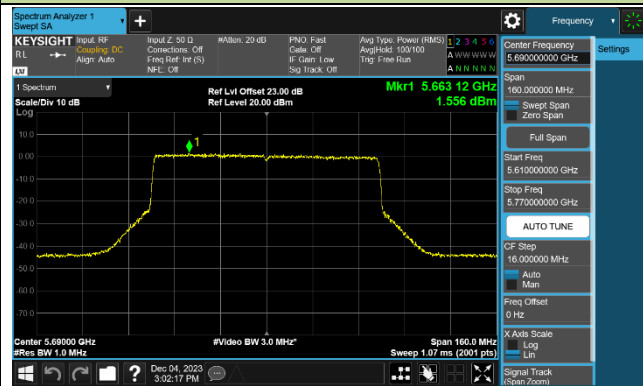 Spectrum Analyzer 1
Swept SA
+
Frequency
KEYSIGHT
RL
LXI
Input: RF
Coupling: DC
Align: Auto
Input Z: 50 Ω
Corrections: Off
Freq Ref: Int (S)
NFE: Off
#Atten: 20 dB
PNO: Fast
Gate: Off
IF Gain: Low
Sig Track: Off
Avg Type: Power (RMS)
Avg|Hold: 100/100
Trig: Free Run
1 2 3 4 5 6
A W W W W W
A N N N N N
1 Spectrum
Scale/Div 10 dB
Log
Ref Lvl Offset 23.00 dB
Ref Level 20.00 dBm
Mkr1 5.663 12 GHz
1.556 dBm
10.0
0.00
-10.0
-20.0
-30.0
-40.0
-50.0
-60.0
-70.0
1
Center 5.69000 GHz
#Res BW 1.0 MHz
#Video BW 3.0 MHz*
Span 160.0 MHz
Sweep 1.07 ms (2001 pts)
Center Frequency
5.690000000 GHz
Span
160.000000 MHz
Swept Span
Zero Span
Full Span
Start Freq
5.610000000 GHz
Stop Freq
5.770000000 GHz
AUTO TUNE
CF Step
16.000000 MHz
Auto
Man
Freq Offset
0 Hz
X Axis Scale
Log
Lin
Signal Track
(Span Zoom)
Settings
?
Dec 04, 2023
3:02:17 PM